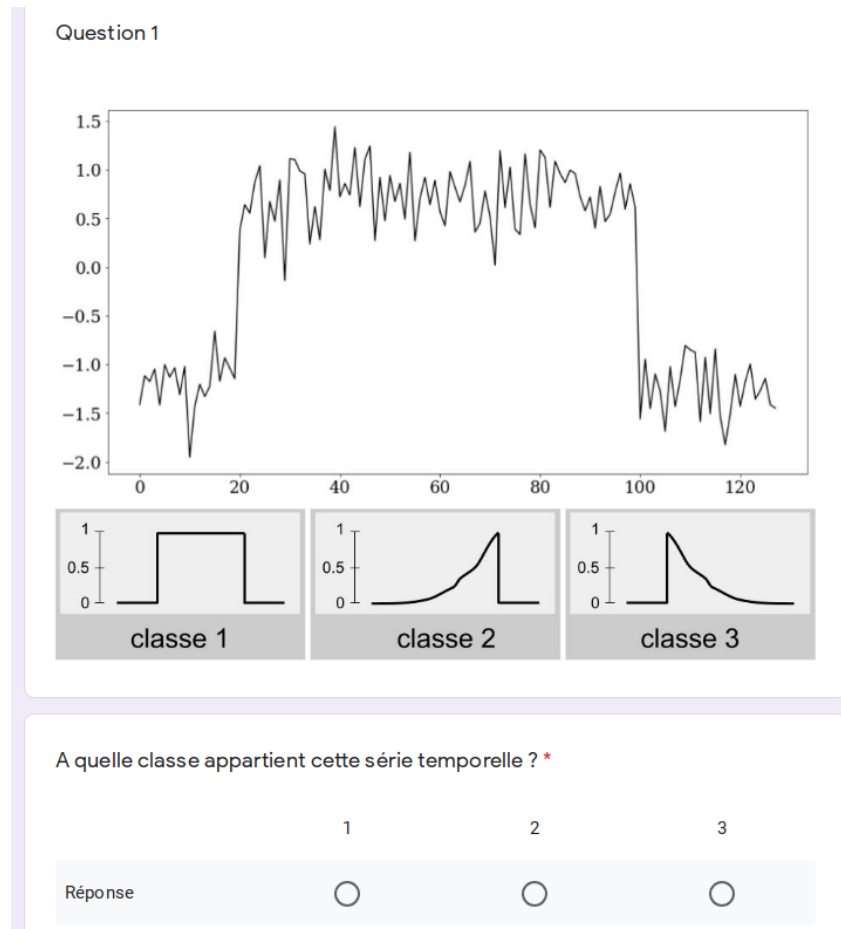 Question 1
1.5
1.0
0.5
0.0
−0.5
−1.0
−1.5
−2.0
0 20 40 60 80 100 120
1 1 1
0.5 0.5 0.5
0 0 0
classe 1 classe 2 classe 3
A quelle classe appartient cette série temporelle ? *
1 2 3
Réponse